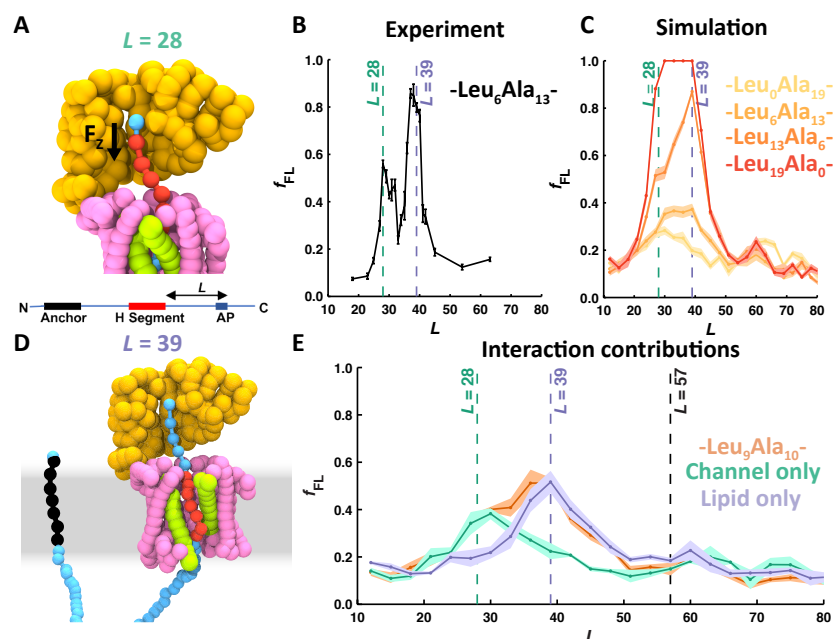 A
L = 28
F_Z
N
Anchor
H Segment
L
AP
C
B
Experiment
f_FL
1.0
0.8
0.6
0.4
0.2
0.0
L = 28
L = 39
-Leu₆Ala₁₃-
10 20 30 40 50 60 70 80
L
C
Simulation
f_FL
1.0
0.8
0.6
0.4
0.2
0.0
L = 28
L = 39
-Leu₀Ala₁₉-
-Leu₆Ala₁₃-
-Leu₁₃Ala₆-
-Leu₁₉Ala₀-
10 20 30 40 50 60 70 80
L
D
L = 39
E
Interaction contributions
f_FL
1.0
0.8
0.6
0.4
0.2
0.0
L = 28
L = 39
L = 57
-Leu₉Ala₁₀-
Channel only
Lipid only
10 20 30 40 50 60 70 80
L